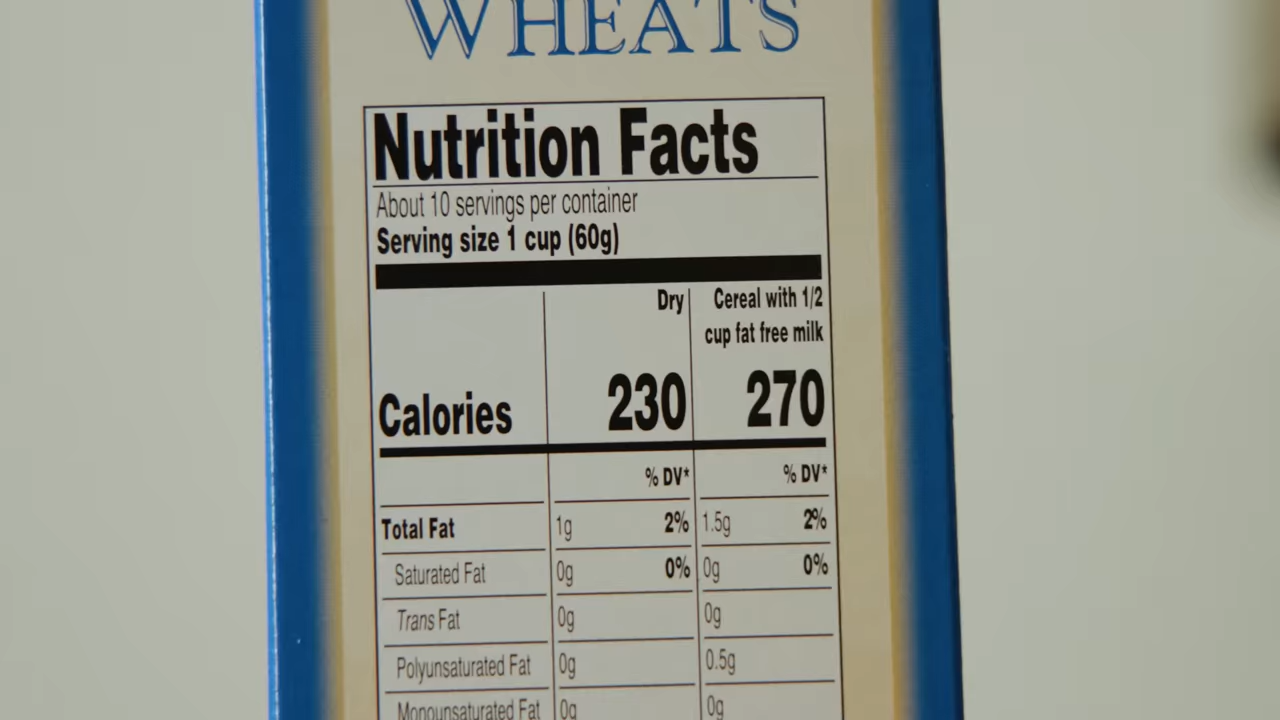 WHEATS
Nutrition Facts
About 10 servings per container
Serving size 1 cup (60g)
Dry Cereal with 1/2
cup fat free milk
Calories 230 270
% DV* % DV*
Total Fat 1g 2% 1.5g 2%
Saturated Fat 0g 0% 0g 0%
Trans Fat 0g 0g
Polyunsaturated Fat 0g 0.5g
Monounsaturated Fat 0g 0g